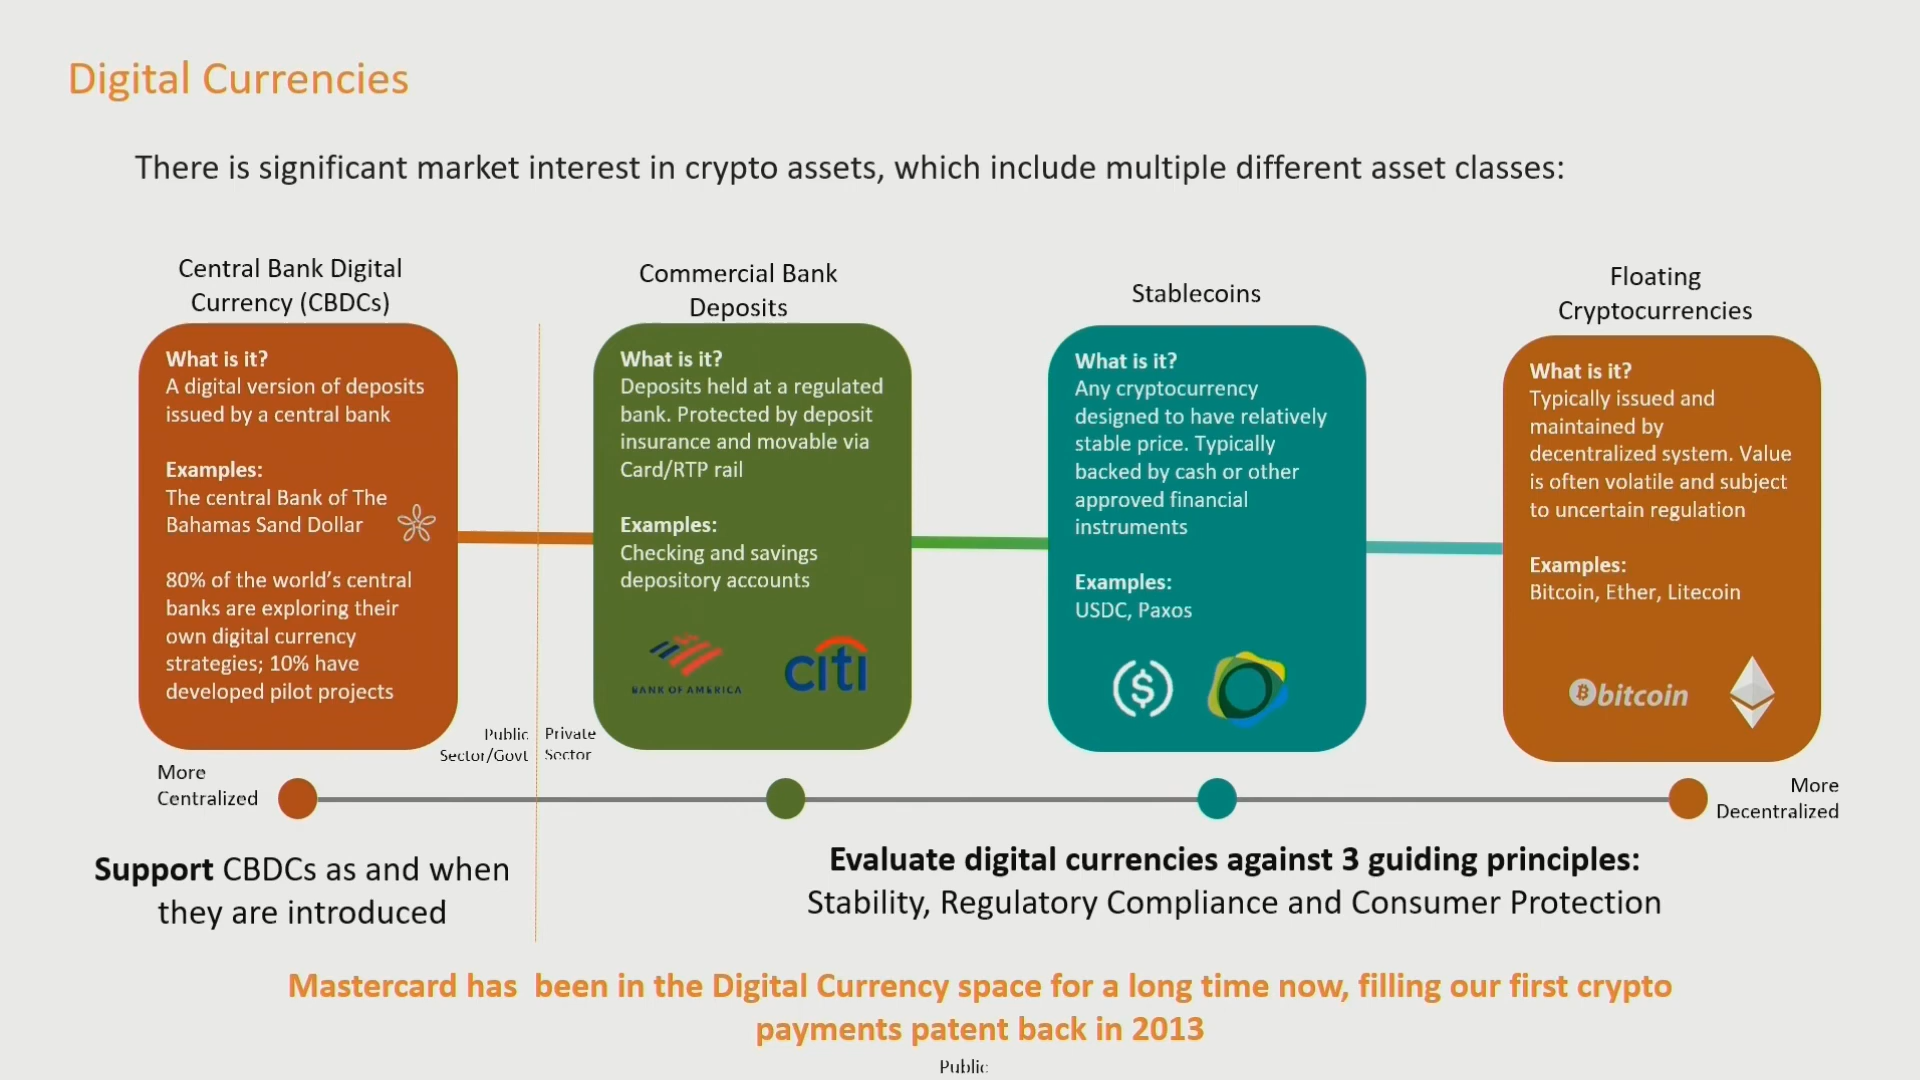 Digital Currencies
There is significant market interest in crypto assets, which include multiple different asset classes:
Central Bank Digital
Currency (CBDCs)
What is it?
A digital version of deposits
issued by a central bank
Examples:
The central Bank of The
Bahamas Sand Dollar
80% of the world's central
banks are exploring their
own digital currency
strategies; 10% have
developed pilot projects
Commercial Bank
Deposits
What is it?
Deposits held at a regulated
bank. Protected by deposit
insurance and movable via
Card/RTP rail
Examples:
Checking and savings
depository accounts
BANK OF AMERICA
citi
Stablecoins
What is it?
Any cryptocurrency
designed to have relatively
stable price. Typically
backed by cash or other
approved financial
instruments
Examples:
USDC, Paxos
$
Floating
Cryptocurrencies
What is it?
Typically issued and
maintained by
decentralized system. Value
is often volatile and subject
to uncertain regulation
Examples:
Bitcoin, Ether, Litecoin
bitcoin
Public
Sector/Govt
Private
Sector
More
Centralized
More
Decentralized
Support CBDCs as and when
they are introduced
Evaluate digital currencies against 3 guiding principles:
Stability, Regulatory Compliance and Consumer Protection
Mastercard has  been in the Digital Currency space for a long time now, filling our first crypto
payments patent back in 2013
Public